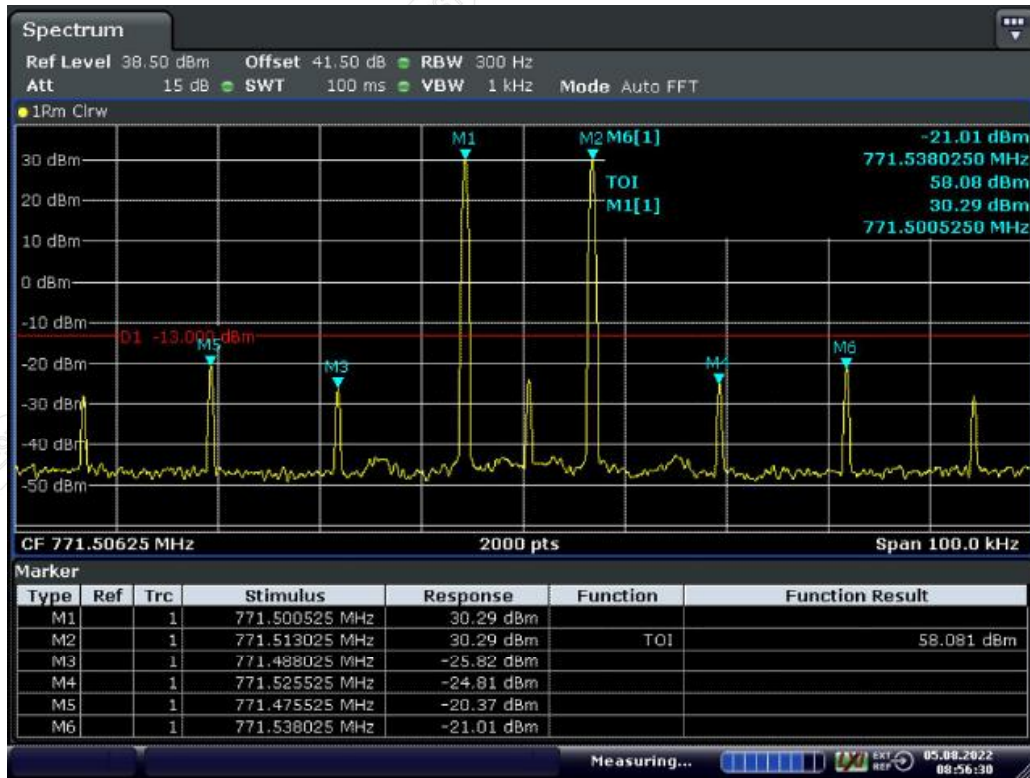 Spectrum
Ref Level 38.50 dBm Offset 41.50 dB RBW 300 Hz
Att 15 dB SWT 100 ms VBW 1 kHz Mode Auto FFT
1Rm Clrw
M1 M2 M6[1] -21.01 dBm
771.5380250 MHz
TOI 58.08 dBm
M1[1] 30.29 dBm
771.5005250 MHz
30 dBm
20 dBm
10 dBm
0 dBm
-10 dBm
D1 -13.000 dBm
M5 M6
-20 dBm M3 M4
-30 dBm
-40 dBm
-50 dBm
CF 771.50625 MHz 2000 pts Span 100.0 kHz
Marker
Type Ref Trc Stimulus Response Function Function Result
M1 1 771.500525 MHz 30.29 dBm
M2 1 771.513025 MHz 30.29 dBm TOI 58.081 dBm
M3 1 771.488025 MHz -25.82 dBm
M4 1 771.525525 MHz -24.81 dBm
M5 1 771.475525 MHz -20.37 dBm
M6 1 771.538025 MHz -21.01 dBm
Measuring... LXI EXT REF 05.08.2022
08:56:30